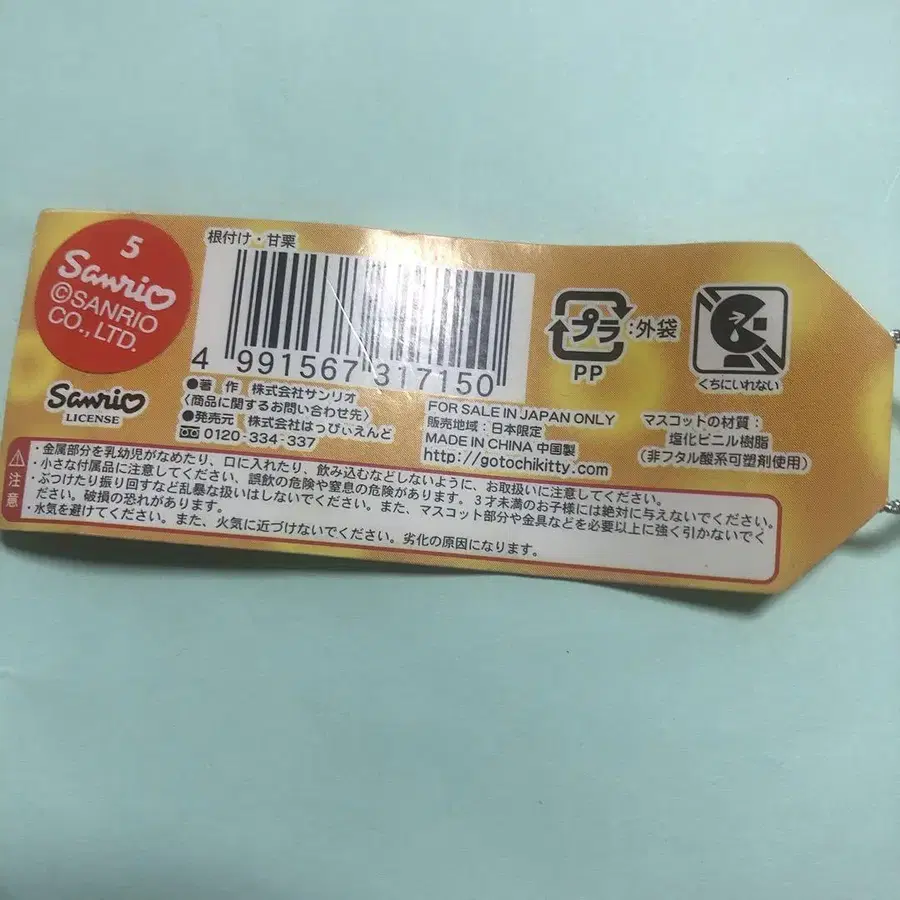 5
Sanrio
©SANRIO
CO., LTD.
Sanrio
LICENSE
根付け・甘栗
4 991567 317150
●著　作　株式会社サンリオ
〈商品に関するお問い合わせ先〉
●発売元　株式会社はっぴぃえんど
0120-334-337
プラ:外袋
PP
くちにいれない
FOR SALE IN JAPAN ONLY
販売地域：日本限定
MADE IN CHINA 中国製
http://gotochikitty.com
マスコットの材質：
塩化ビニル樹脂
（非フタル酸系可塑剤使用）
注意
・金属部分を乳幼児がなめたり、口に入れたり、飲み込むなどしないように、お取扱いに注意してください。
・小さな付属品に注意してください、誤飲の危険や窒息の危険があります。3才未満のお子様には絶対に与えないでください。
・ぶつけたり振り回すなど乱暴な扱いはしないでください。また、マスコット部分や金具などを必要以上に強く引かないでく
ださい。破損の恐れがあります。
・水気を避けてください。また、火気に近づけないでください。劣化の原因になります。